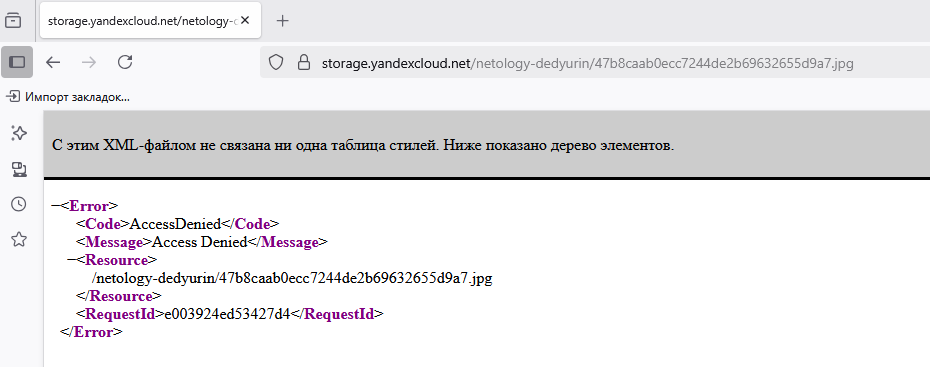 storage.yandexcloud.net/netology-d
storage.yandexcloud.net/netology-dedyurin/47b8caab0ecc7244de2b69632655d9a7.jpg
Импорт закладок...
С этим XML-файлом не связана ни одна таблица стилей. Ниже показано дерево элементов.
−<Error>
<Code>AccessDenied</Code>
<Message>Access Denied</Message>
−<Resource>
/netology-dedyurin/47b8caab0ecc7244de2b69632655d9a7.jpg
</Resource>
<RequestId>e003924ed53427d4</RequestId>
</Error>